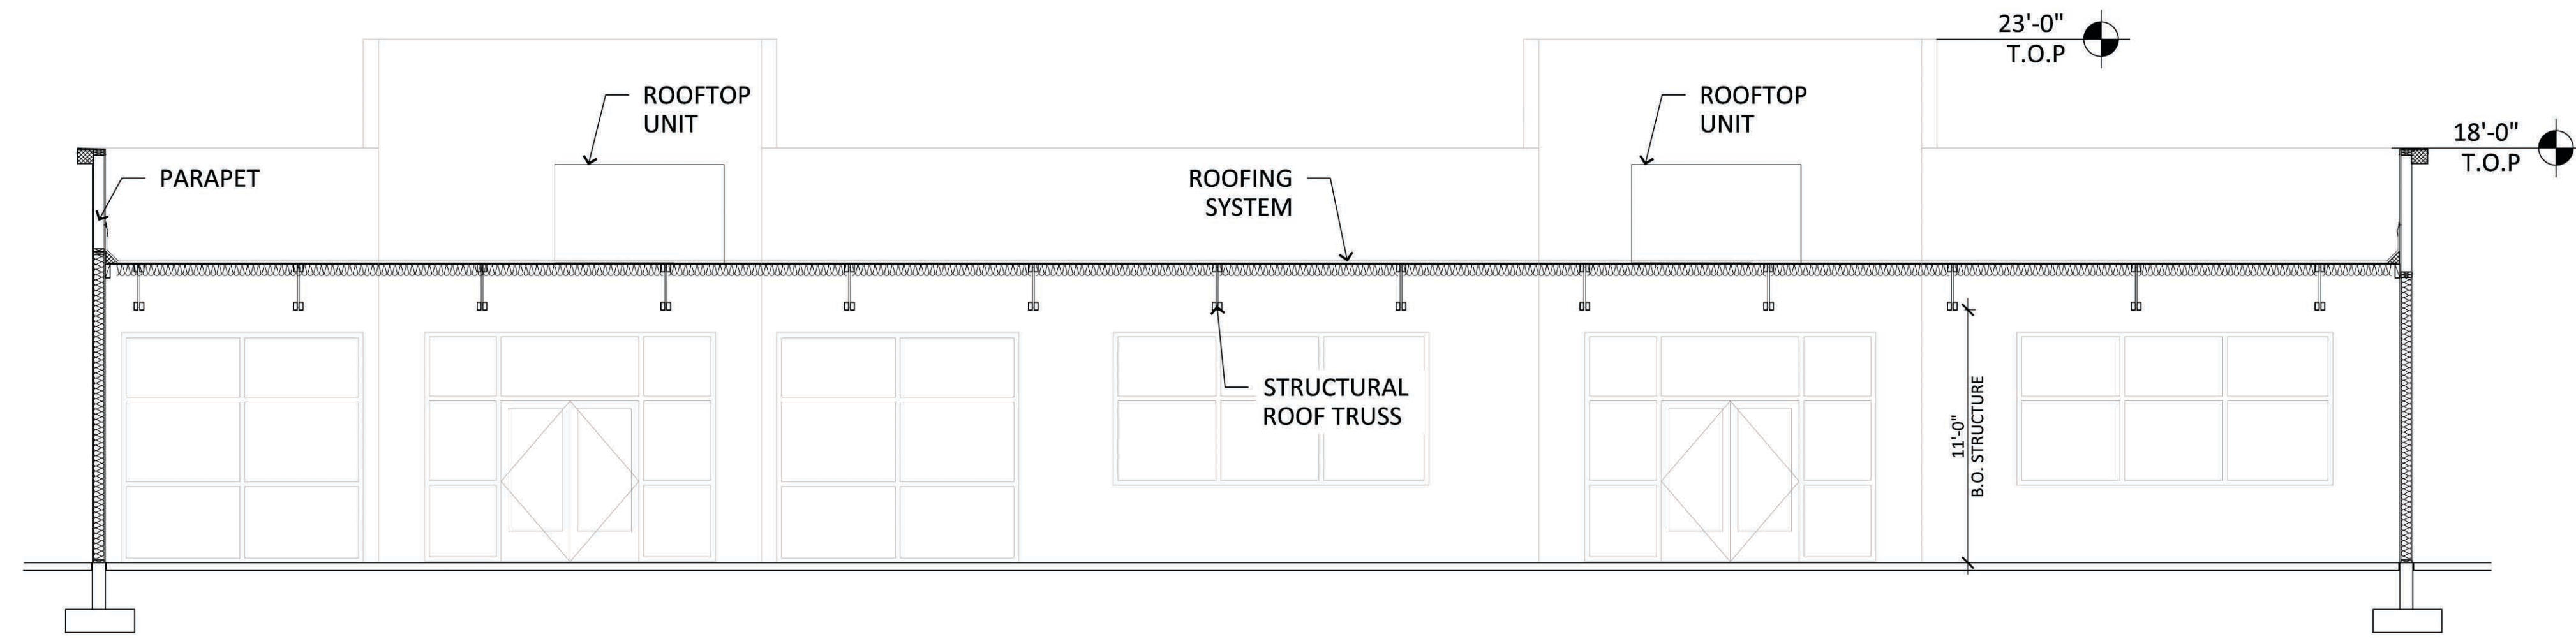 23'-0"
T.O.P
ROOFTOP
UNIT
ROOFTOP
UNIT
18'-0"
T.O.P
PARAPET
ROOFING
SYSTEM
STRUCTURAL
ROOF TRUSS
11'-0"
B.O. STRUCTURE